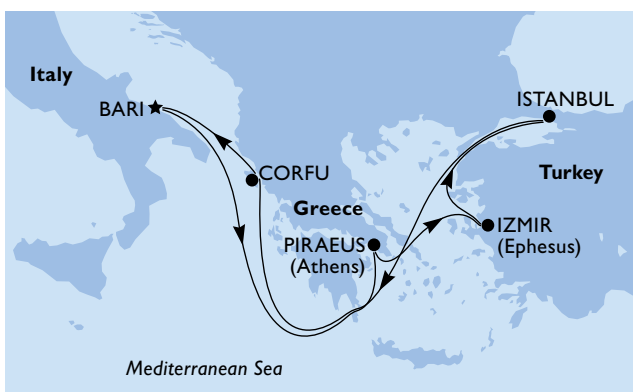 Italy
BARI
ISTANBUL
CORFU
Turkey
Greece
PIRAEUS
(Athens)
IZMIR
(Ephesus)
Mediterranean Sea